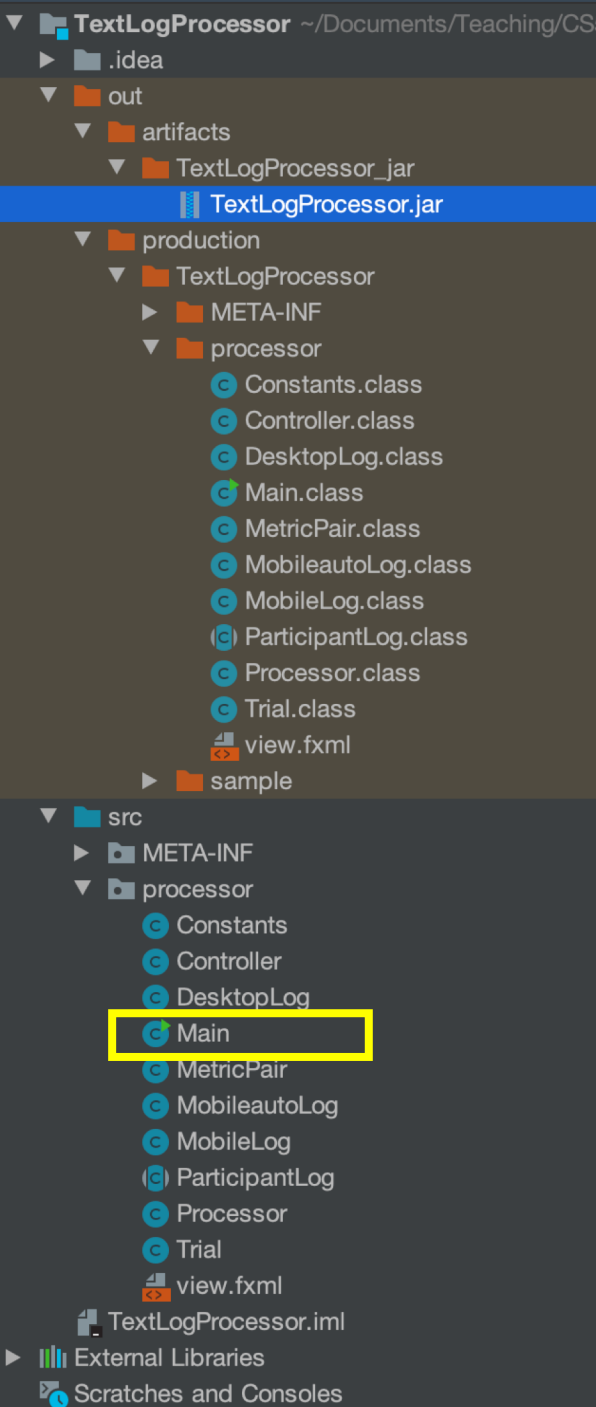 TextLogProcessor ~/Documents/Teaching/CS
.idea
out
artifacts
TextLogProcessor_jar
TextLogProcessor.jar
production
TextLogProcessor
META-INF
processor
Constants.class
Controller.class
DesktopLog.class
Main.class
MetricPair.class
MobileautoLog.class
MobileLog.class
ParticipantLog.class
Processor.class
Trial.class
view.fxml
sample
src
META-INF
processor
Constants
Controller
DesktopLog
Main
MetricPair
MobileautoLog
MobileLog
ParticipantLog
Processor
Trial
view.fxml
TextLogProcessor.iml
External Libraries
Scratches and Consoles